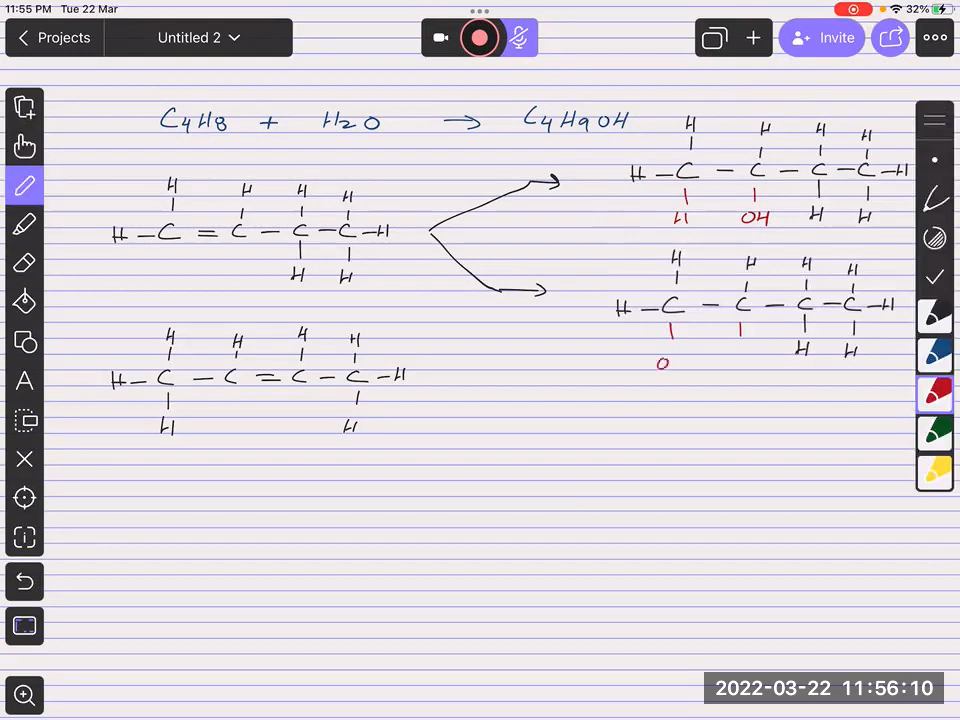 11:55 PM Tue 22 Mar 32%
Projects Untitled 2 Invite
C4H8 + H2O → C4H9OH
H H H H
H – C – C – C – C – H
H OH H H
H H H H
H – C = C – C – C – H
H H
H H H H
H – C – C – C – C – H
H H
O
H H H H
H – C – C = C – C – H
H H
A
2022-03-22 11:56:10